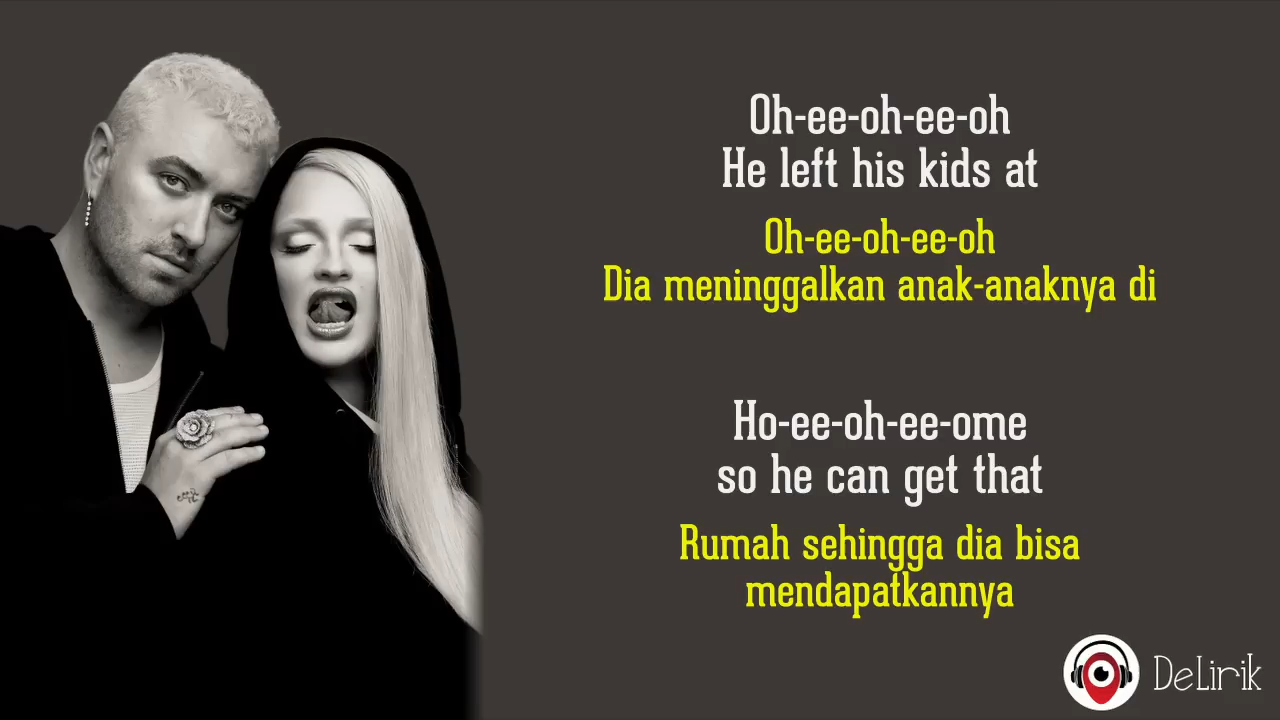 Oh-ee-oh-ee-oh
He left his kids at
Oh-ee-oh-ee-oh
Dia meninggalkan anak-anaknya di
Ho-ee-oh-ee-ome
so he can get that
Rumah sehingga dia bisa
mendapatkannya
DeLirik